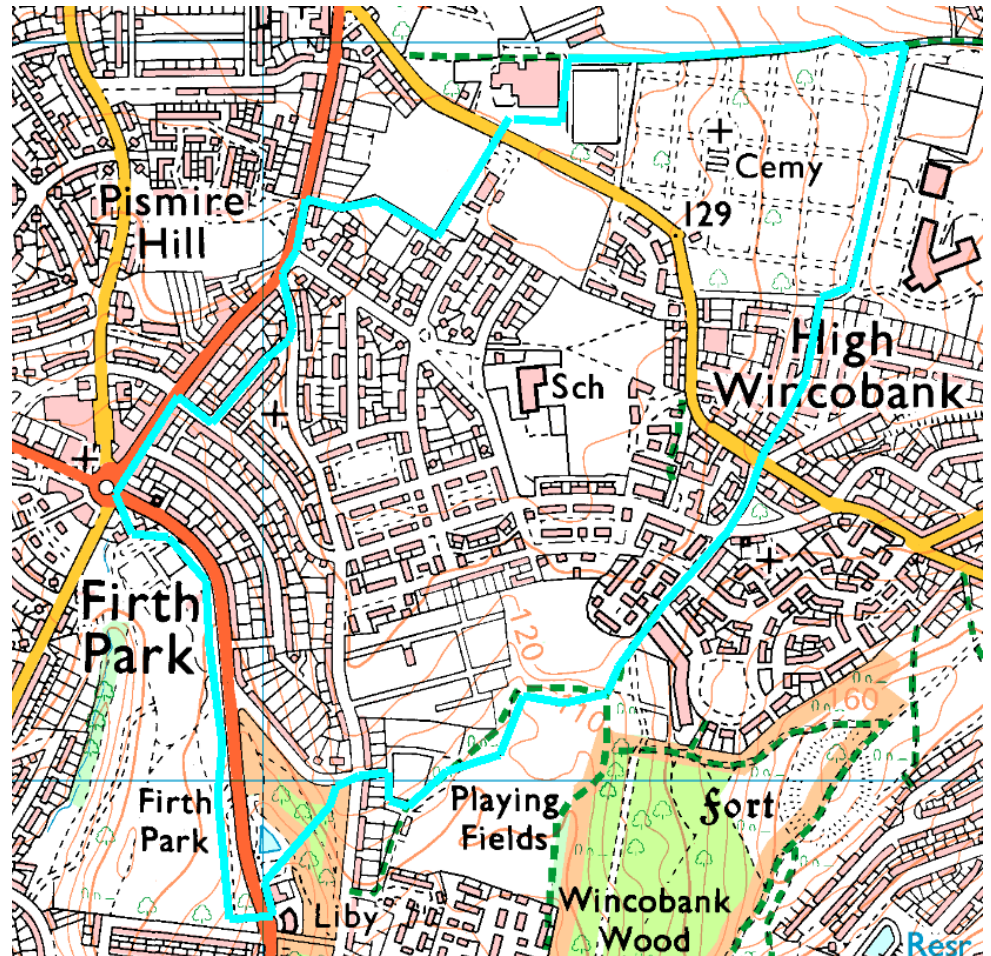 Pismire
Hill
Cemy
129
High
Wincobank
Sch
Firth
Park
120
110
160
Firth
Park
Playing
Fields
Fort
Liby
Wincobank
Wood
Resr